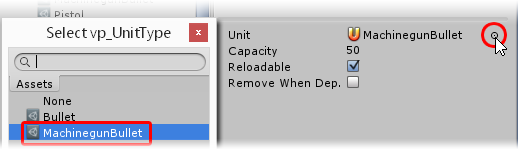 Pistol
Select vp_UnitType
Assets
None
Bullet
MachinegunBullet
Unit MachinegunBullet
Capacity 50
Reloadable
Remove When Dep.